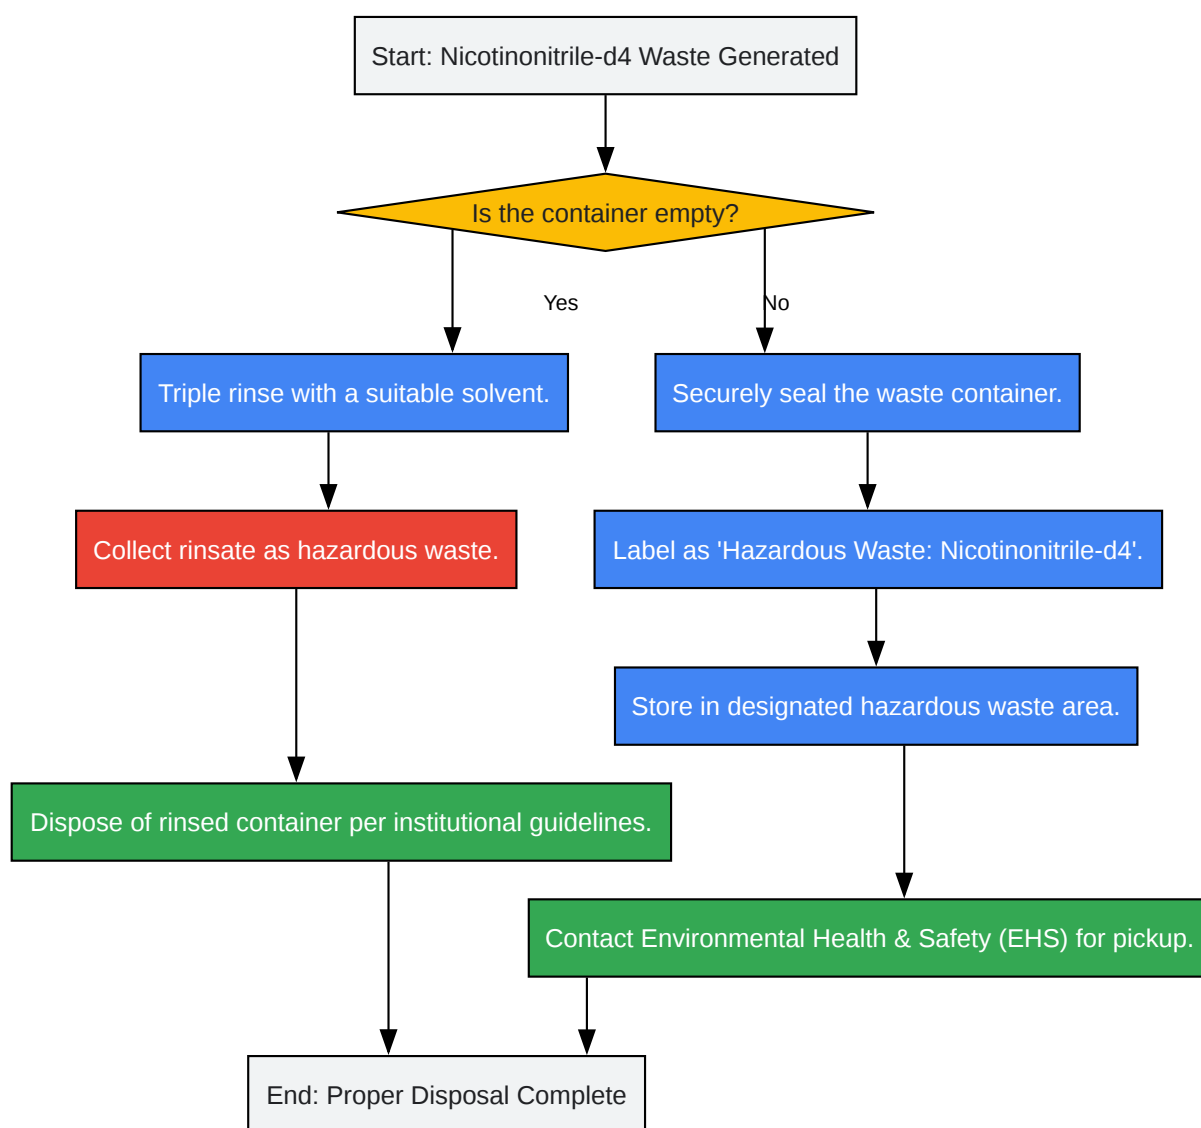 Start: Nicotinonitrile-d4 Waste Generated
Is the container empty?
Yes
No
Triple rinse with a suitable solvent.
Securely seal the waste container.
Collect rinsate as hazardous waste.
Label as 'Hazardous Waste: Nicotinonitrile-d4'.
Store in designated hazardous waste area.
Dispose of rinsed container per institutional guidelines.
Contact Environmental Health & Safety (EHS) for pickup.
End: Proper Disposal Complete